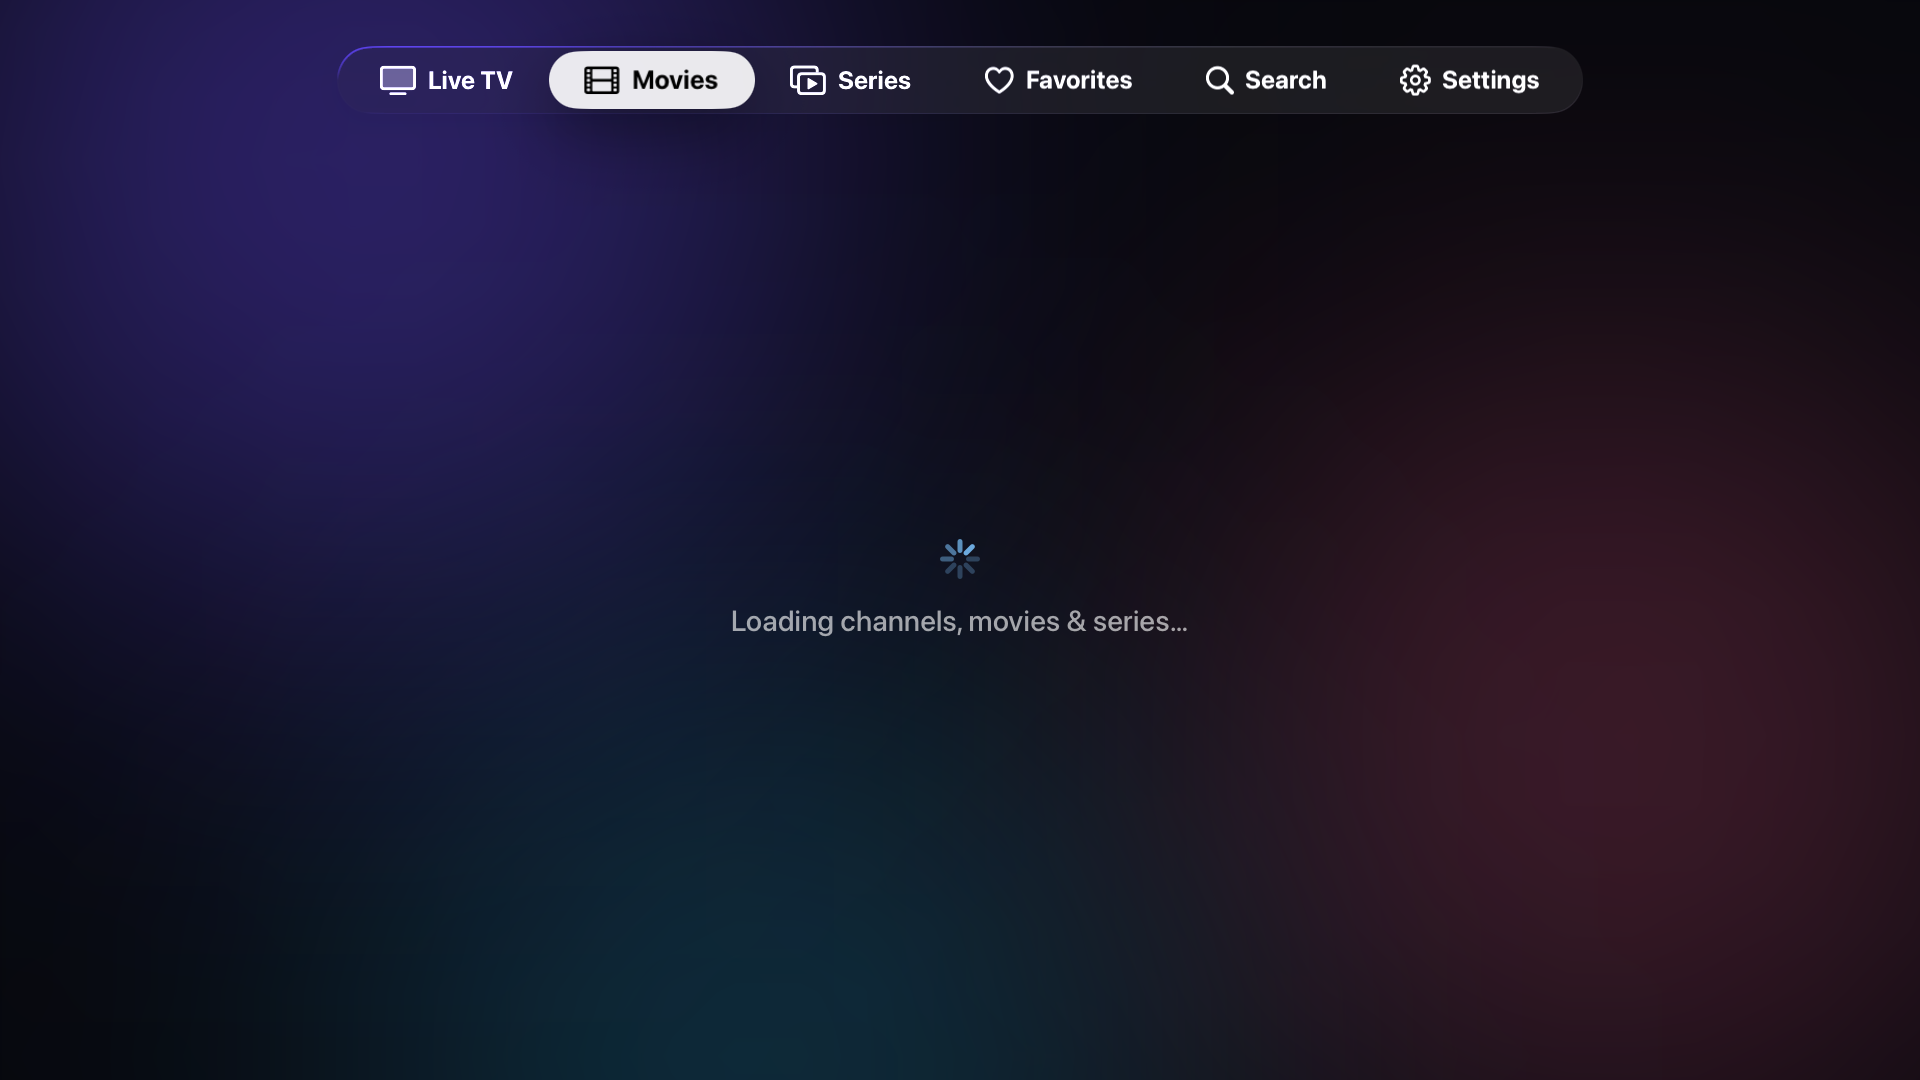 Live TV
Movies
Series
Favorites
Search
Settings
Loading channels, movies & series...